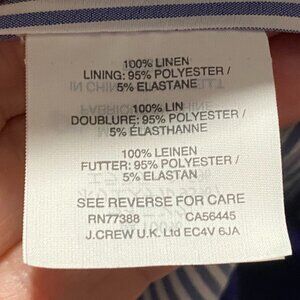 100% LINEN
LINING: 95% POLYESTER /
5% ELASTANE
100% LIN
DOUBLURE: 95% POLYESTER /
5% ELASTHANNE
100% LEINEN
FUTTER: 95% POLYESTER /
5% ELASTAN
SEE REVERSE FOR CARE
RN77388 CA56445
J.CREW U.K. Ltd EC4V 6JA